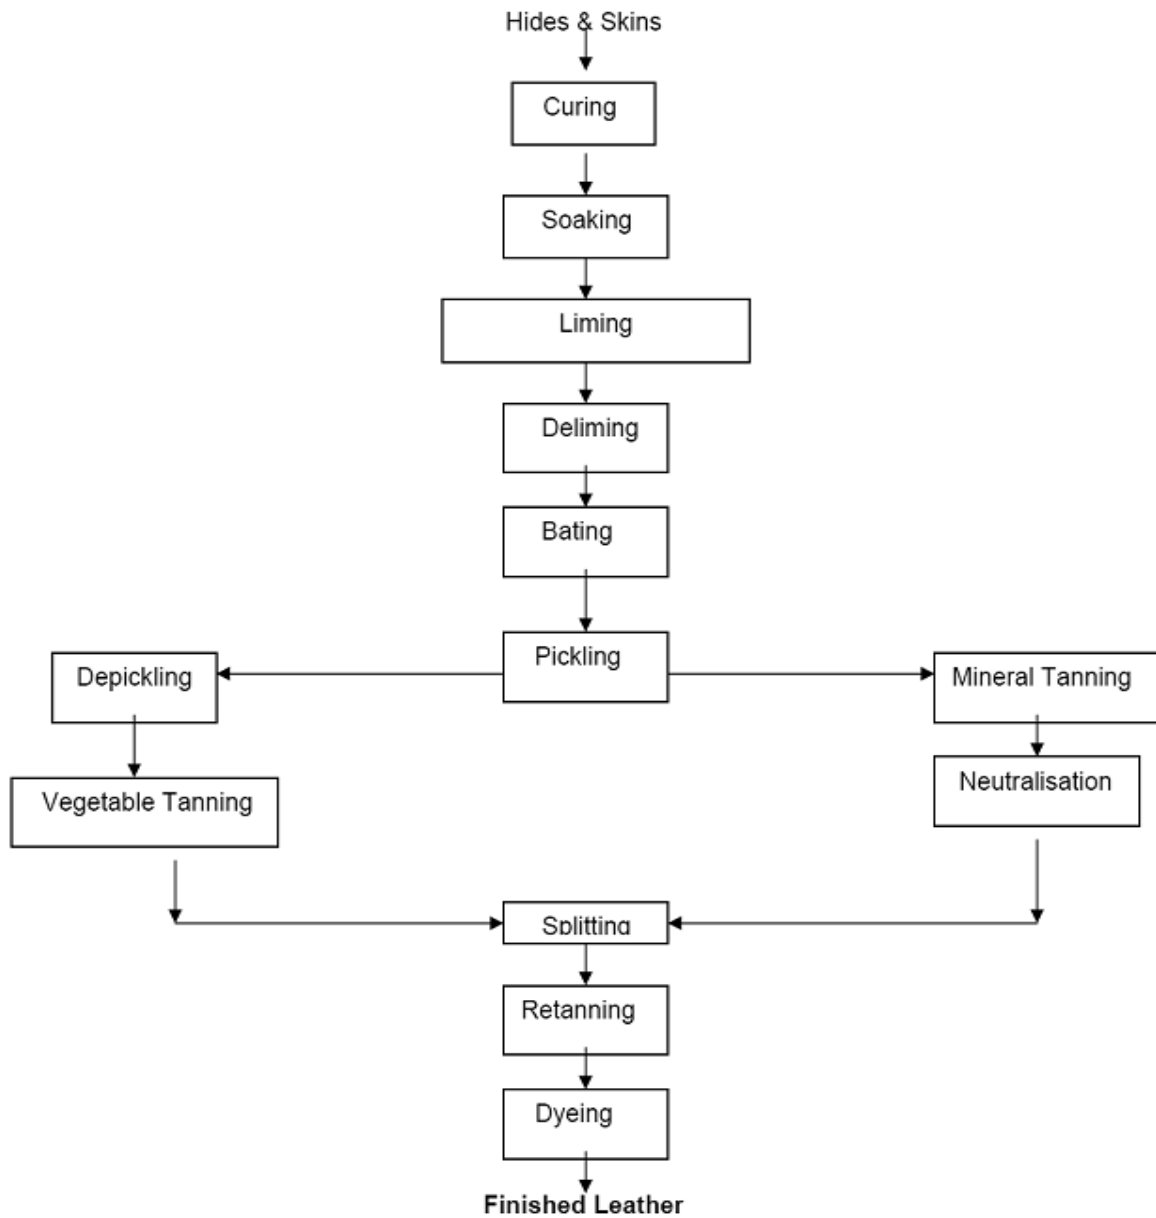 Hides & Skins
Curing
Soaking
Liming
Deliming
Bating
Pickling
Depickling
Mineral Tanning
Vegetable Tanning
Neutralisation
Splitting
Retanning
Dyeing
Finished Leather